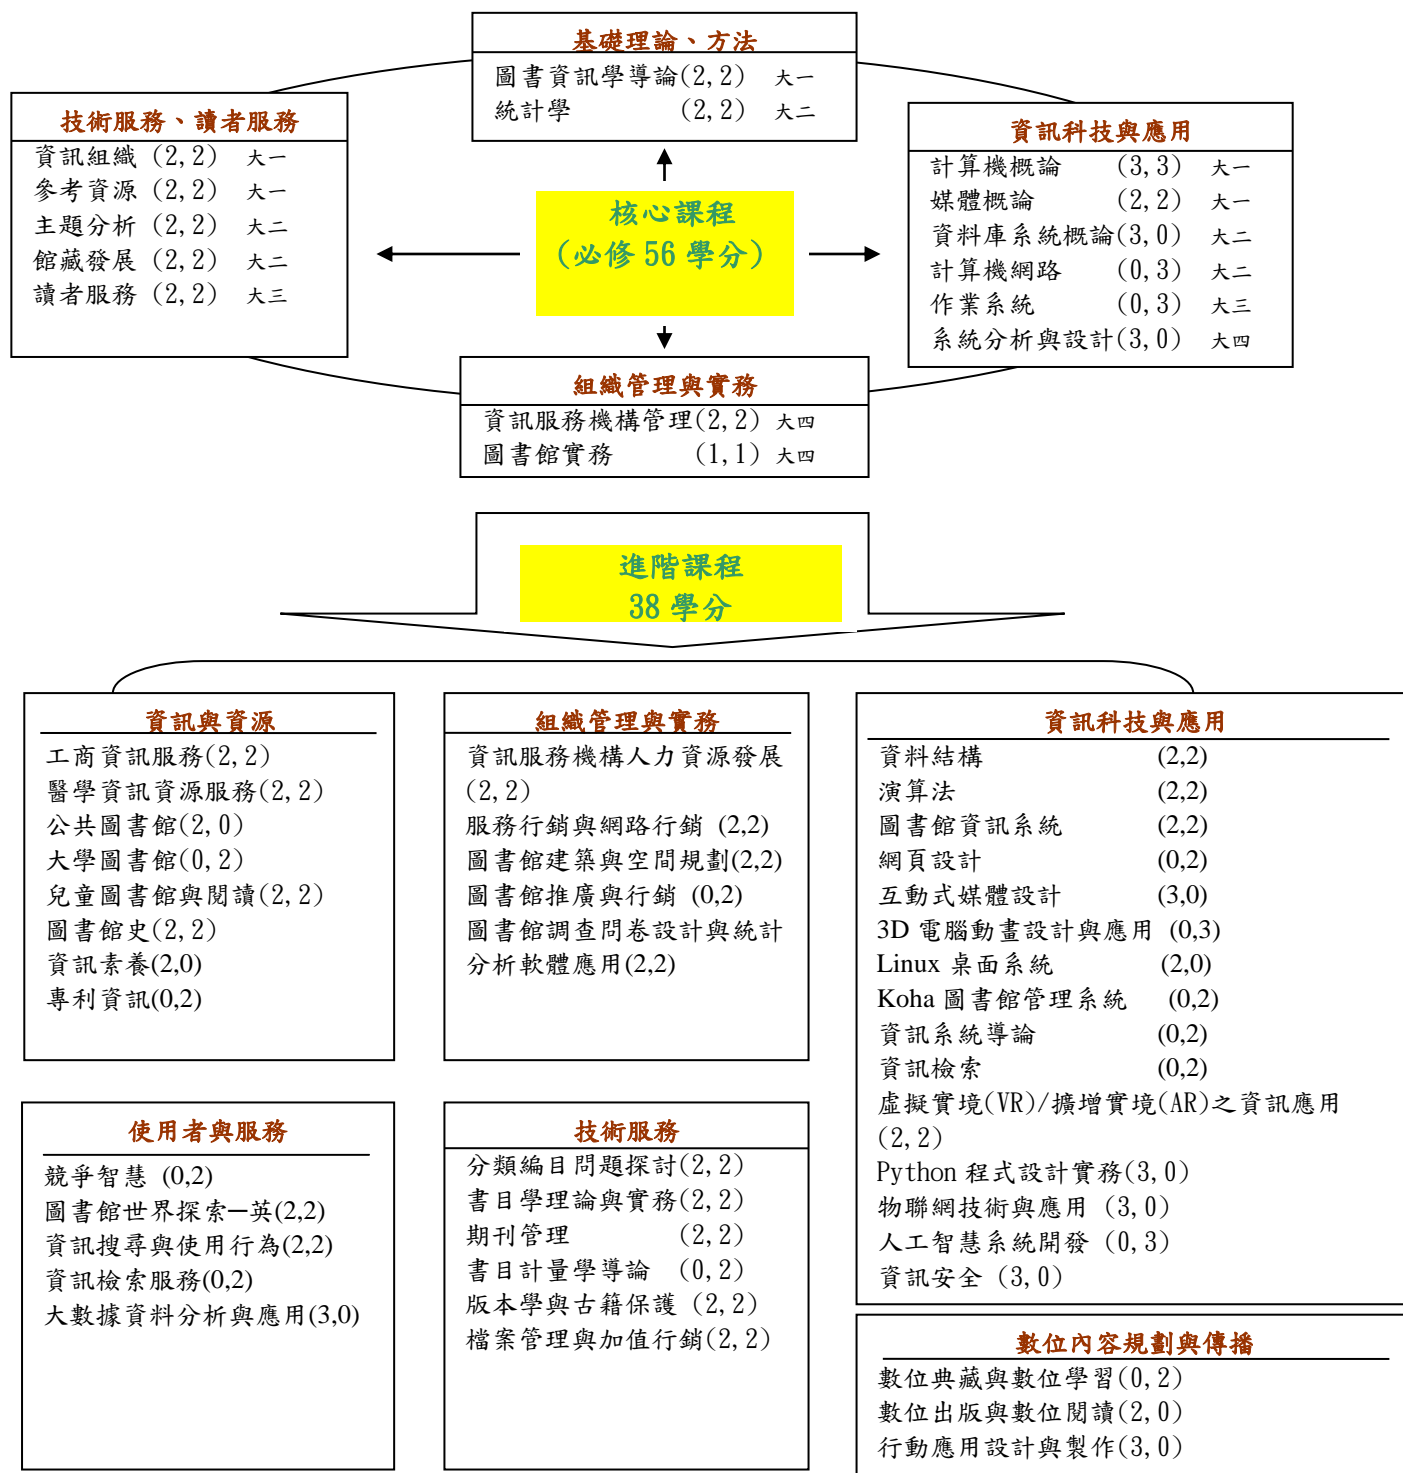 基礎理論、方法
圖書資訊學導論(2,2) 大一
統計學 (2,2) 大二
技術服務、讀者服務
資訊組織 (2,2) 大一
參考資源 (2,2) 大一
主題分析 (2,2) 大二
館藏發展 (2,2) 大二
讀者服務 (2,2) 大三
核心課程
(必修 56 學分)
資訊科技與應用
計算機概論 (3,3) 大一
媒體概論 (2,2) 大一
資料庫系統概論(3,0) 大二
計算機網路 (0,3) 大二
作業系統 (0,3) 大三
系統分析與設計(3,0) 大四
組織管理與實務
資訊服務機構管理(2,2) 大四
圖書館實務 (1,1) 大四
進階課程
38 學分
資訊與資源
工商資訊服務(2,2)
醫學資訊資源服務(2,2)
公共圖書館(2,0)
大學圖書館(0,2)
兒童圖書館與閱讀(2,2)
圖書館史(2,2)
資訊素養(2,0)
專利資訊(0,2)
組織管理與實務
資訊服務機構人力資源發展
(2,2)
服務行銷與網路行銷 (2,2)
圖書館建築與空間規劃(2,2)
圖書館推廣與行銷 (0,2)
圖書館調查問卷設計與統計
分析軟體應用(2,2)
資訊科技與應用
資料結構 (2,2)
演算法 (2,2)
圖書館資訊系統 (2,2)
網頁設計 (0,2)
互動式媒體設計 (3,0)
3D 電腦動畫設計與應用 (0,3)
Linux 桌面系統 (2,0)
Koha 圖書館管理系統 (0,2)
資訊系統導論 (0,2)
資訊檢索 (0,2)
虛擬實境(VR)/擴增實境(AR)之資訊應用
(2,2)
Python 程式設計實務(3,0)
物聯網技術與應用 (3,0)
人工智慧系統開發 (0,3)
資訊安全 (3,0)
使用者與服務
競爭智慧 (0,2)
圖書館世界探索─英(2,2)
資訊搜尋與使用行為(2,2)
資訊檢索服務(0,2)
大數據資料分析與應用(3,0)
技術服務
分類編目問題探討(2,2)
書目學理論與實務(2,2)
期刊管理 (2,2)
書目計量學導論 (0,2)
版本學與古籍保護 (2,2)
檔案管理與加值行銷(2,2)
數位內容規劃與傳播
數位典藏與數位學習(0,2)
數位出版與數位閱讀(2,0)
行動應用設計與製作(3,0)